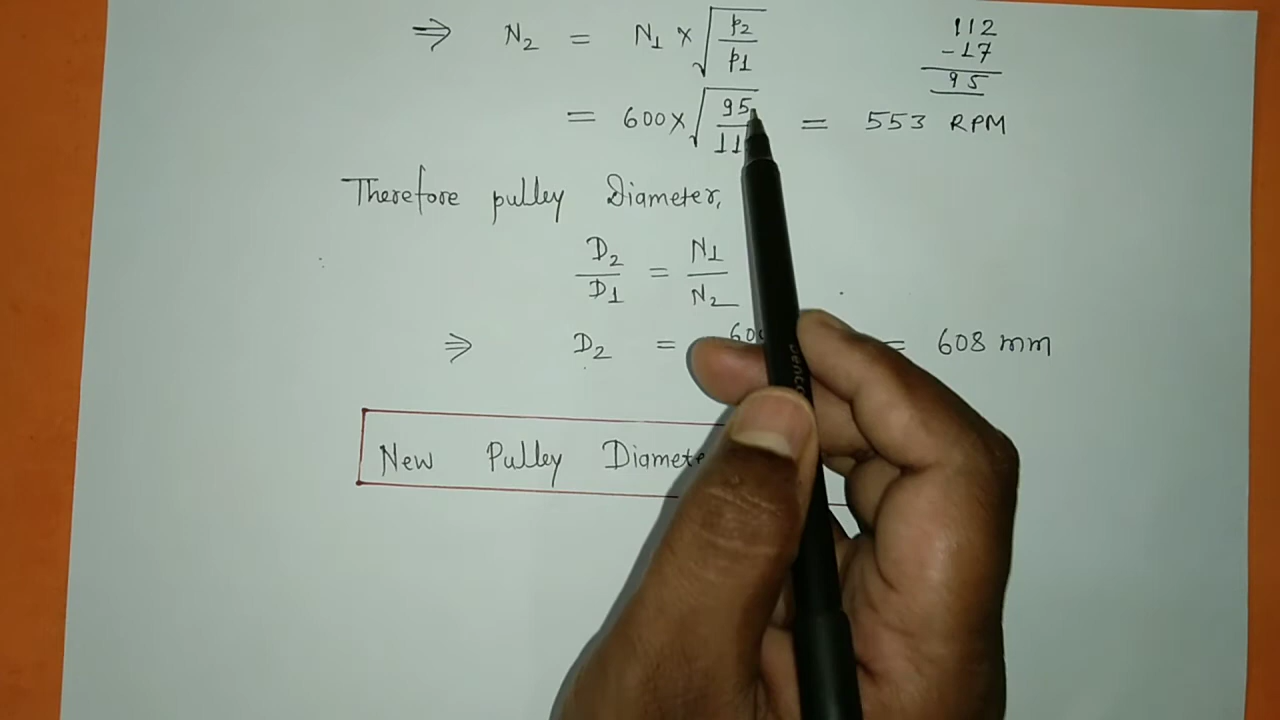 ⇒ N₂ = N₁ × √(p₂/p₁)
112
-17
95
= 600 × √(95/11 = 553 RPM
Therefore pulley Diameter,
D₂/D₁ = N₁/N₂
⇒ D₂ = 60 = 608 mm
New Pulley Diamete